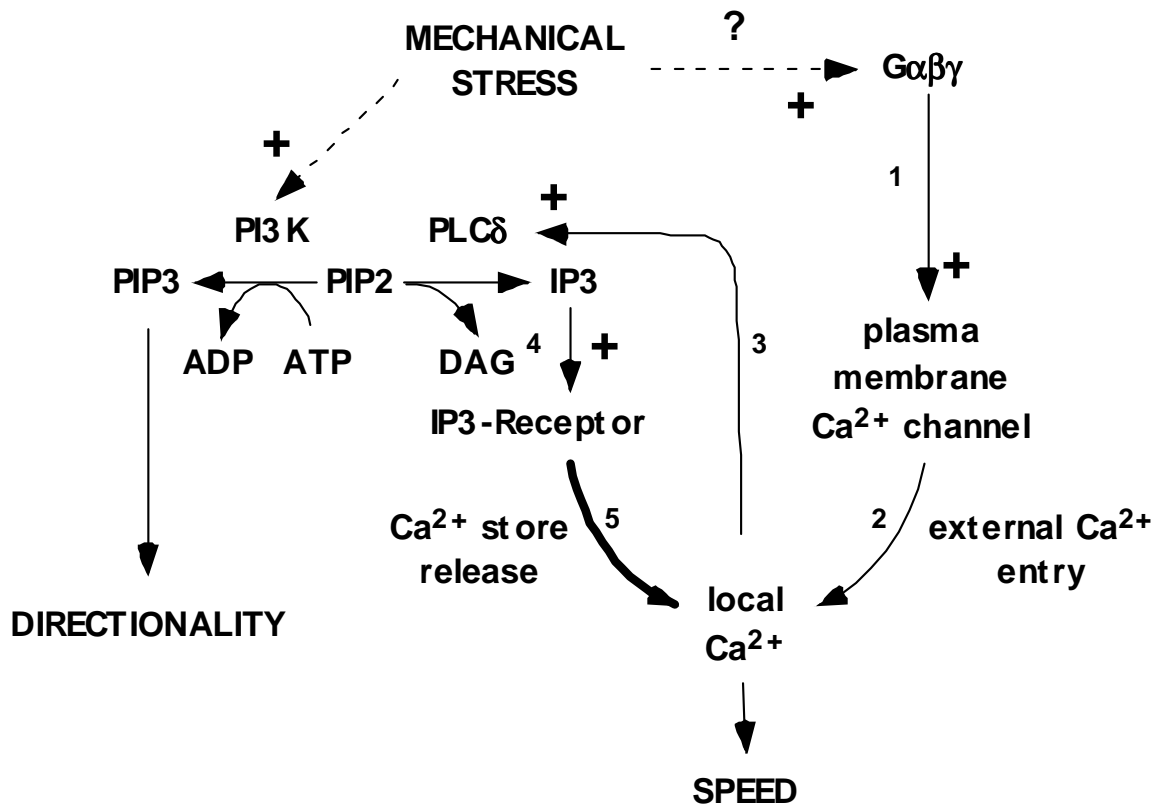 MECHANICAL
STRESS
?
+
Gαβγ
+
1
PI3K
PLCδ
+
+
PIP3
PIP2
IP3
ADP
ATP
DAG
4
+
3
plasma
membrane
Ca²⁺ channel
IP3-Receptor
Ca²⁺ store
release
5
2
external Ca²⁺
entry
local
Ca²⁺
DIRECTIONALITY
SPEED